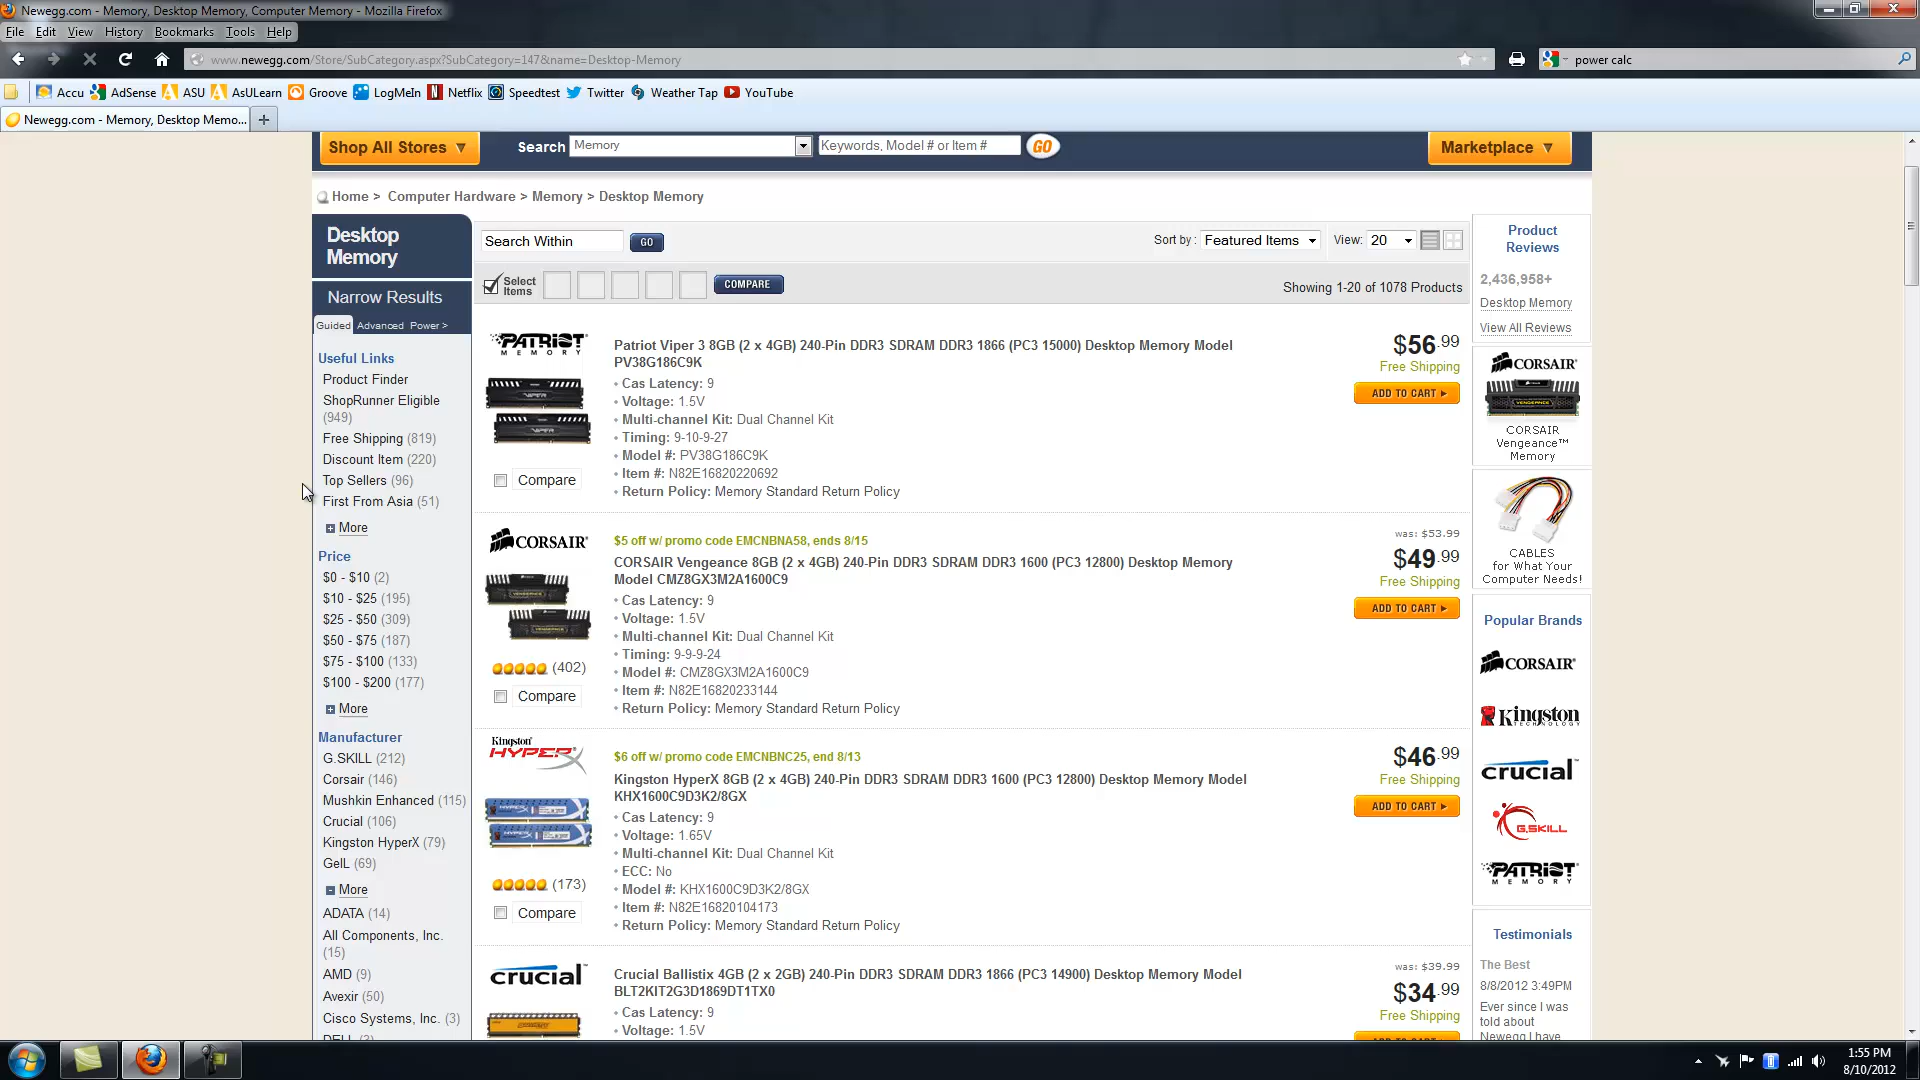 Newegg.com - Memory, Desktop Memory, Computer Memory - Mozilla Firefox
File Edit View History Bookmarks Tools Help
www.newegg.com/Store/SubCategory.aspx?SubCategory=147&name=Desktop-Memory
power calc
Accu AdSense ASU AsULearn Groove LogMeIn Netflix Speedtest Twitter Weather Tap YouTube
Newegg.com - Memory, Desktop Memo...
Shop All Stores
Search
Memory
Keywords, Model # or Item #
GO
Marketplace
Home > Computer Hardware > Memory > Desktop Memory
Desktop
Memory
Narrow Results
Guided Advanced Power >
Useful Links
Product Finder
ShopRunner Eligible
(949)
Free Shipping (819)
Discount Item (220)
Top Sellers (96)
First From Asia (51)
More
Price
$0 - $10 (2)
$10 - $25 (195)
$25 - $50 (309)
$50 - $75 (187)
$75 - $100 (133)
$100 - $200 (177)
More
Manufacturer
G.SKILL (212)
Corsair (146)
Mushkin Enhanced (115)
Crucial (106)
Kingston HyperX (79)
GeIL (69)
More
ADATA (14)
All Components, Inc.
(15)
AMD (9)
Avexir (50)
Cisco Systems, Inc. (3)
DELL (3)
Search Within
GO
Sort by : Featured Items
View: 20
Select
Items
COMPARE
Showing 1-20 of 1078 Products
PATRIOT
MEMORY
Patriot Viper 3 8GB (2 x 4GB) 240-Pin DDR3 SDRAM DDR3 1866 (PC3 15000) Desktop Memory Model
PV38G186C9K
• Cas Latency: 9
• Voltage: 1.5V
• Multi-channel Kit: Dual Channel Kit
• Timing: 9-10-9-27
• Model #: PV38G186C9K
• Item #: N82E16820220692
• Return Policy: Memory Standard Return Policy
Compare
$56.99
Free Shipping
ADD TO CART
CORSAIR
$5 off w/ promo code EMCNBNA58, ends 8/15
CORSAIR Vengeance 8GB (2 x 4GB) 240-Pin DDR3 SDRAM DDR3 1600 (PC3 12800) Desktop Memory
Model CMZ8GX3M2A1600C9
• Cas Latency: 9
• Voltage: 1.5V
• Multi-channel Kit: Dual Channel Kit
• Timing: 9-9-9-24
• Model #: CMZ8GX3M2A1600C9
• Item #: N82E16820233144
• Return Policy: Memory Standard Return Policy
(402)
Compare
was: $53.99
$49.99
Free Shipping
ADD TO CART
Kingston
HYPERX
$6 off w/ promo code EMCNBNC25, end 8/13
Kingston HyperX 8GB (2 x 4GB) 240-Pin DDR3 SDRAM DDR3 1600 (PC3 12800) Desktop Memory Model
KHX1600C9D3K2/8GX
• Cas Latency: 9
• Voltage: 1.65V
• Multi-channel Kit: Dual Channel Kit
• ECC: No
• Model #: KHX1600C9D3K2/8GX
• Item #: N82E16820104173
• Return Policy: Memory Standard Return Policy
(173)
Compare
$46.99
Free Shipping
ADD TO CART
crucial
Crucial Ballistix 4GB (2 x 2GB) 240-Pin DDR3 SDRAM DDR3 1866 (PC3 14900) Desktop Memory Model
BLT2KIT2G3D1869DT1TX0
• Cas Latency: 9
• Voltage: 1.5V
was: $39.99
$34.99
Free Shipping
ADD TO CART
Product
Reviews
2,436,958+
Desktop Memory
View All Reviews
CORSAIR
CORSAIR
Vengeance™
Memory
CABLES
for What Your
Computer Needs!
Popular Brands
CORSAIR
Kingston
TECHNOLOGY
crucial
G.SKILL
PATRIOT
MEMORY
Testimonials
The Best
8/8/2012 3:49PM
Ever since I was
told about
Newegg I have
1:55 PM
8/10/2012